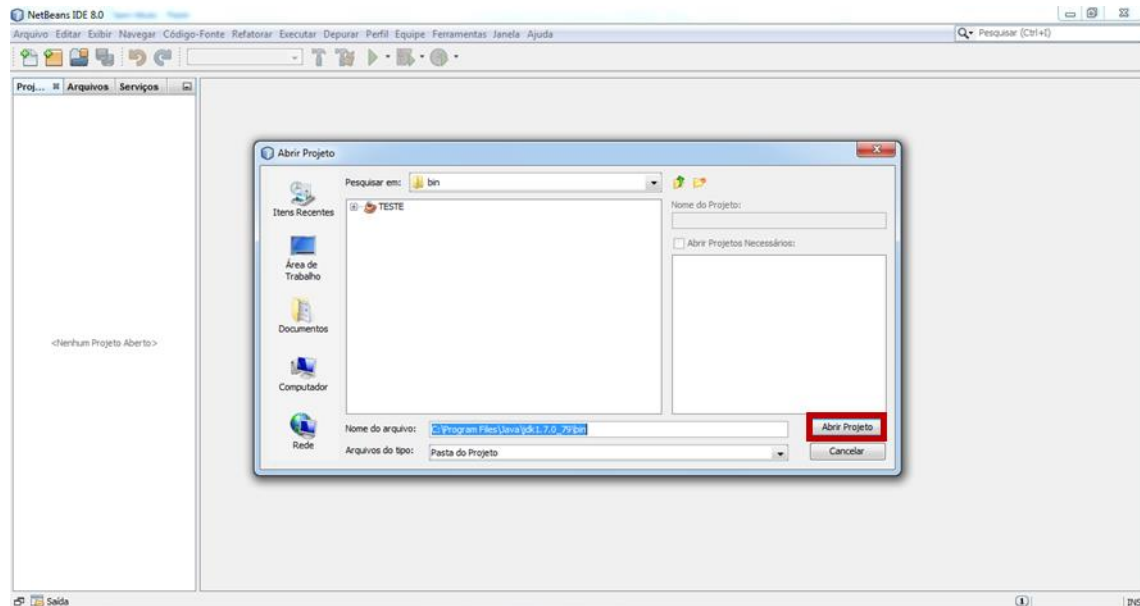 NetBeans IDE 8.0
Arquivo Editar Exibir Navegar Código-Fonte Refatorar Executar Depurar Perfil Equipe Ferramentas Janela Ajuda
Pesquisar (Ctrl+I)
Proj... Arquivos Serviços
<Nenhum Projeto Aberto>
Abrir Projeto
Pesquisar em: bin
Itens Recentes
Área de
Trabalho
Documentos
Computador
Rede
TESTE
Nome do Projeto:
Abrir Projetos Necessários:
Nome do arquivo: C:\Program Files\Java\jdk1.7.0_79\bin
Abrir Projeto
Arquivos do tipo: Pasta do Projeto
Cancelar
Saída
INS